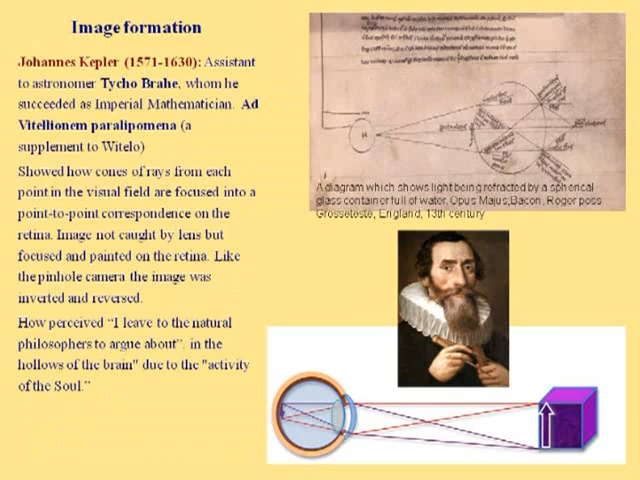 Image formation
Johannes Kepler (1571-1630): Assistant
to astronomer Tycho Brahe, whom he
succeeded as Imperial Mathematician. Ad
Vitellionem paralipomena (a
supplement to Witelo)
Showed how cones of rays from each
point in the visual field are focused into a
point-to-point correspondence on the
retina. Image not caught by lens but
focused and painted on the retina. Like
the pinhole camera the image was
inverted and reversed.
How perceived “I leave to the natural
philosophers to argue about”. in the
hollows of the brain" due to the "activity
of the Soul.”
A diagram which shows light being refracted by a spherical
glass container full of water. Opus Majus;Bacon, Roger poss
Grosseteste, England, 13th century